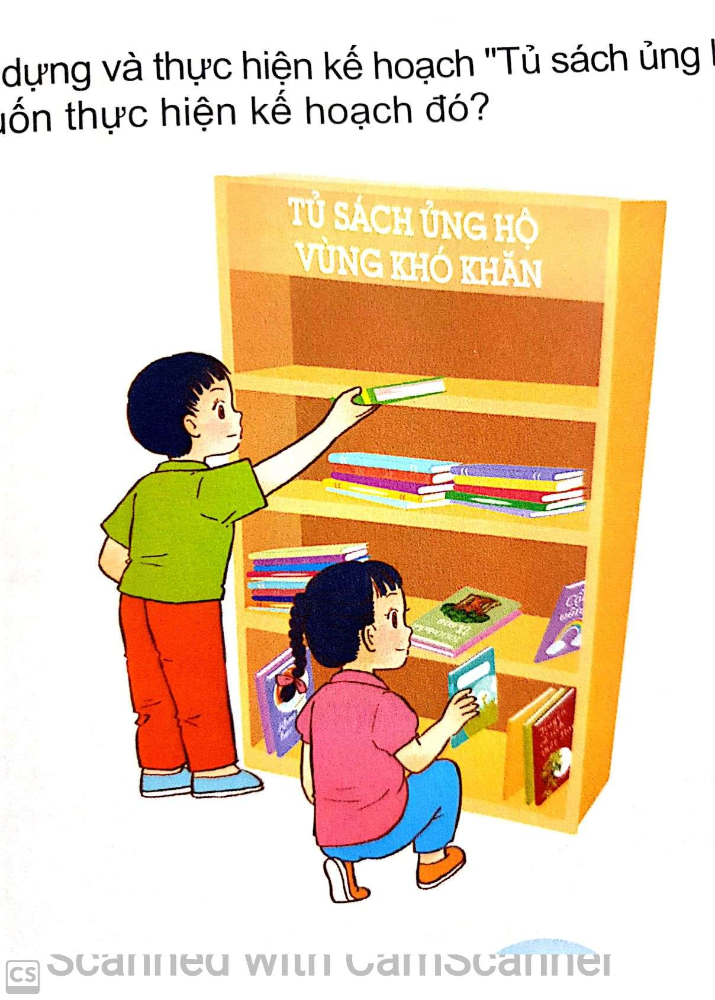 dựng và thực hiện kế hoạch "Tủ sách ủng
thực hiện kế hoạch đó?
TỦ SÁCH ỦNG HỘ
VÙNG KHÓ KHĂN
CS Scanned with CamScanner